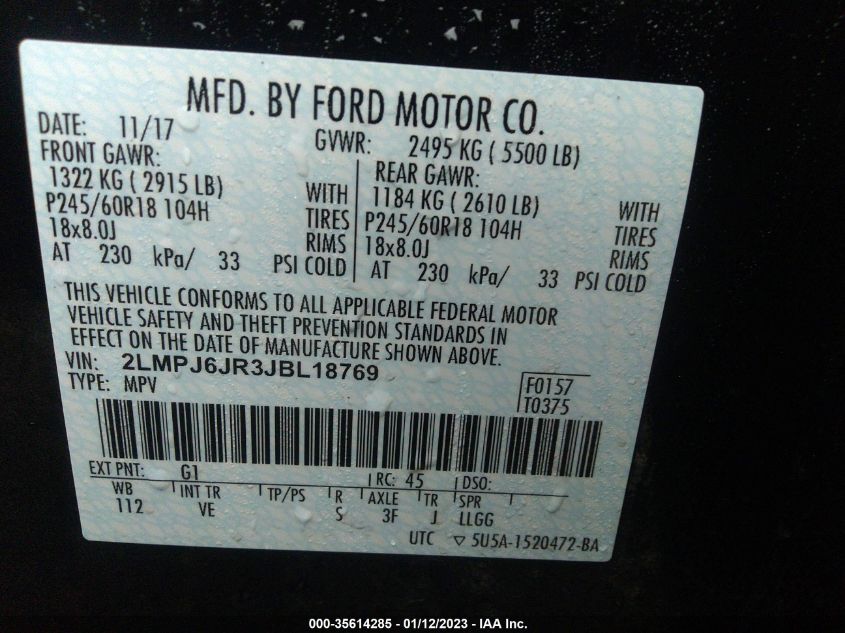 MFD. BY FORD MOTOR CO.
DATE: 11/17 GVWR: 2495 KG ( 5500 LB)
FRONT GAWR: REAR GAWR:
1322 KG ( 2915 LB) WITH 1184 KG ( 2610 LB) WITH
P245/60R18 104H TIRES P245/60R18 104H TIRES
18x8.0J RIMS 18x8.0J RIMS
AT 230 kPa/ 33 PSI COLD AT 230 kPa/ 33 PSI COLD
THIS VEHICLE CONFORMS TO ALL APPLICABLE FEDERAL MOTOR
VEHICLE SAFETY AND THEFT PREVENTION STANDARDS IN
EFFECT ON THE DATE OF MANUFACTURE SHOWN ABOVE.
VIN: 2LMPJ6JR3JBL18769
TYPE: MPV
F0157
T0375
EXT PNT: G1 RC: 45 DSO:
WB INT TR TP/PS R AXLE TR SPR
112 VE S 3F J LLGG
UTC ▽ 5U5A-1520472-BA
000-35614285 - 01/12/2023 - IAA Inc.